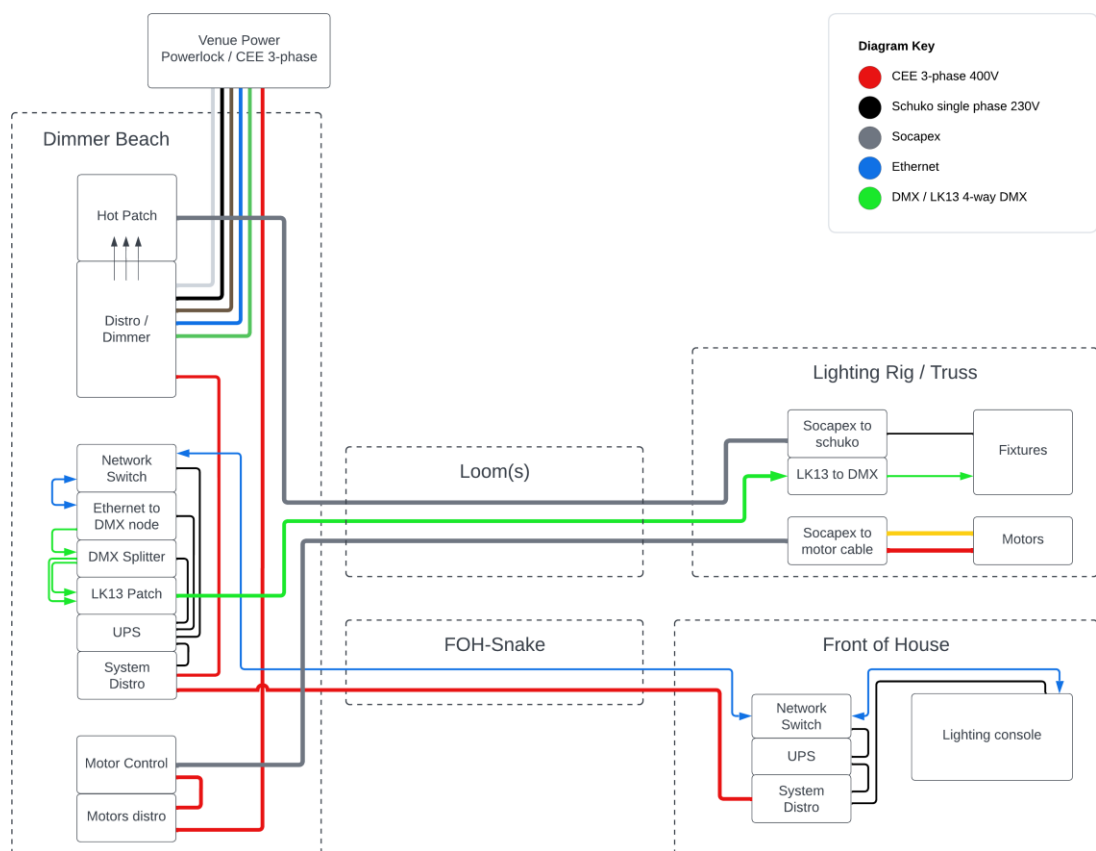 Venue Power
Powerlock / CEE 3-phase
Diagram Key
CEE 3-phase 400V
Schuko single phase 230V
Socapex
Ethernet
DMX / LK13 4-way DMX
Dimmer Beach
Hot Patch
Distro /
Dimmer
Network
Switch
Ethernet to
DMX node
DMX Splitter
LK13 Patch
UPS
System
Distro
Motor Control
Motors distro
Loom(s)
FOH-Snake
Lighting Rig / Truss
Socapex to
schuko
LK13 to DMX
Fixtures
Socapex to
motor cable
Motors
Front of House
Network
Switch
UPS
System
Distro
Lighting console